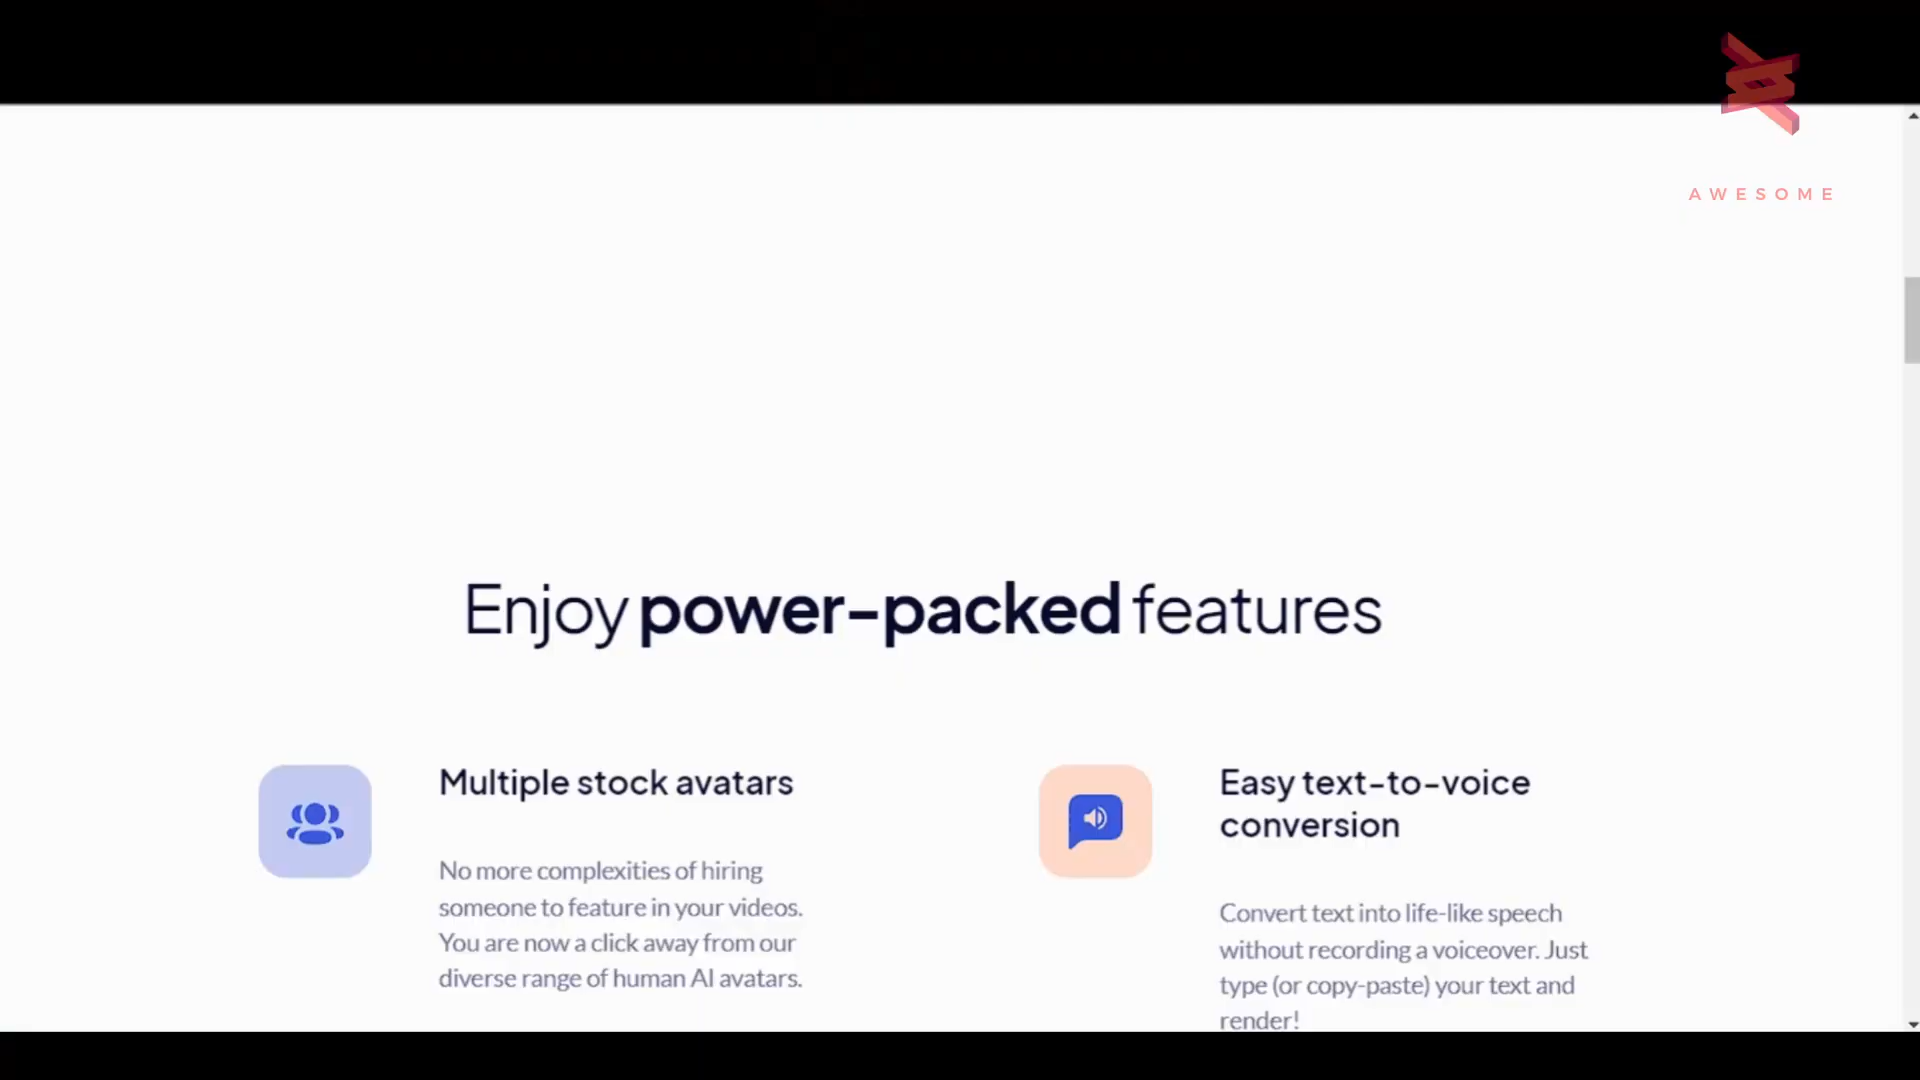 AWESOME
Enjoy power-packed features
Multiple stock avatars
No more complexities of hiring
someone to feature in your videos.
You are now a click away from our
diverse range of human AI avatars.
Easy text-to-voice
conversion
Convert text into life-like speech
without recording a voiceover. Just
type (or copy-paste) your text and
render!